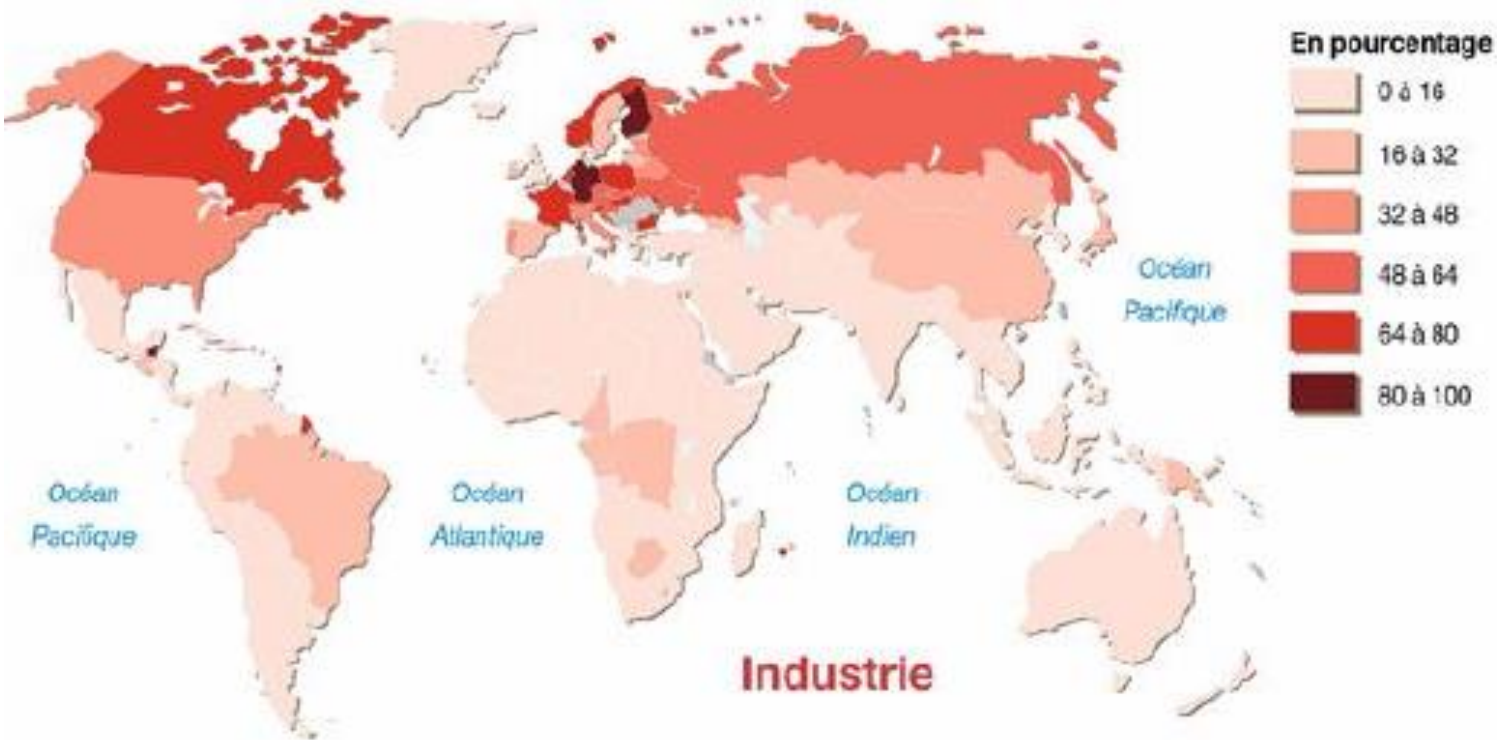 En pourcentage
0 à 16
16 à 32
32 à 48
48 à 64
64 à 80
80 à 100
Océan
Pacifique
Océan
Pacifique
Océan
Atlantique
Océan
Indien
Industrie